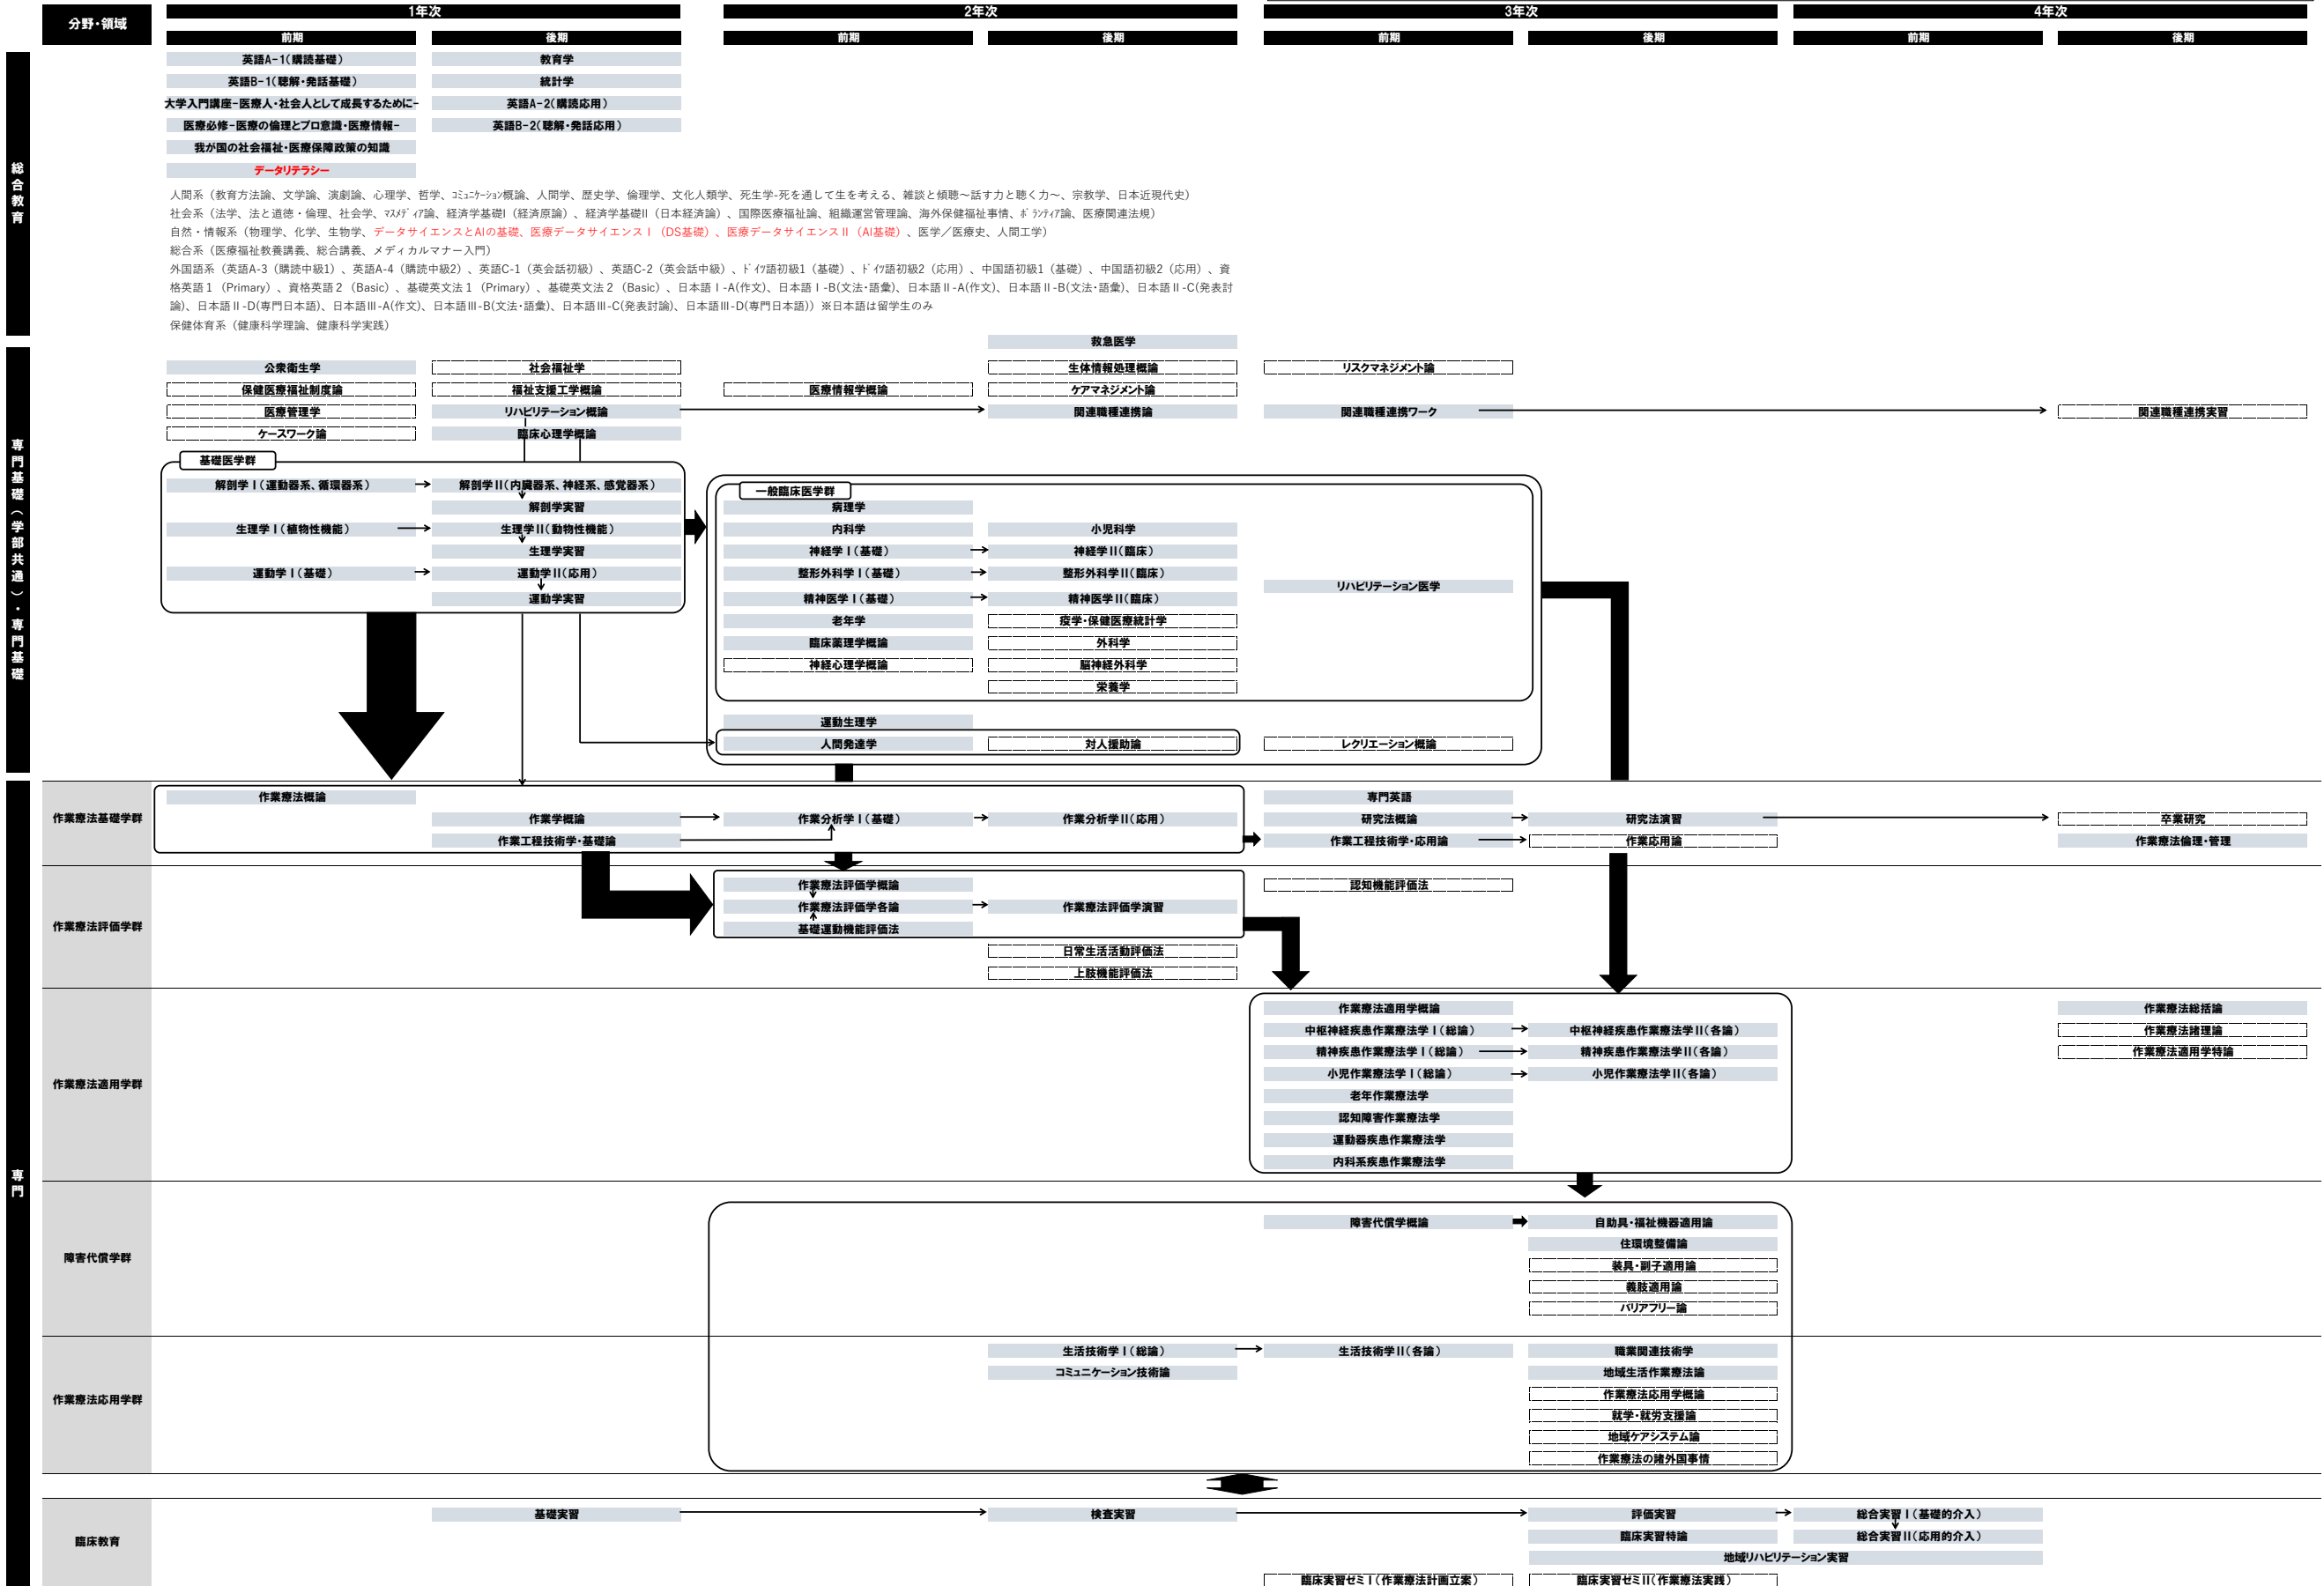 分野・領域
1年次
2年次
3年次
4年次
前期
後期
前期
後期
前期
後期
前期
後期
総合教育
英語A-1(購読基礎)
教育学
英語B-1(聴解・発話基礎)
統計学
大学入門講座-医療人・社会人として成長するために-
英語A-2(購読応用)
医療必修-医療の倫理とプロ意識・医療情報-
英語B-2(聴解・発話応用)
我が国の社会福祉・医療保障政策の知識
データリテラシー
人間系（教育方法論、文学論、演劇論、心理学、哲学、ｺﾐｭﾆｹｰｼｮﾝ概論、人間学、歴史学、倫理学、文化人類学、死生学-死を通して生を考える、雑談と傾聴～話す力と聴く力～、宗教学、日本近現代史）
社会系（法学、法と道徳・倫理、社会学、ﾏｽﾒﾃﾞｨｱ論、経済学基礎I（経済原論）、経済学基礎II（日本経済論）、国際医療福祉論、組織運営管理論、海外保健福祉事情、ﾎﾞﾗﾝﾃｨｱ論、医療関連法規）
自然・情報系（物理学、化学、生物学、データサイエンスとAIの基礎、医療データサイエンスⅠ（DS基礎）、医療データサイエンスⅡ（AI基礎）、医学／医療史、人間工学）
総合系（医療福祉教養講義、総合講義、メディカルマナー入門）
外国語系（英語A-3（購読中級1）、英語A-4（購読中級2）、英語C-1（英会話初級）、英語C-2（英会話中級）、ﾄﾞｲﾂ語初級1（基礎）、ﾄﾞｲﾂ語初級2（応用）、中国語初級1（基礎）、中国語初級2（応用）、資
格英語１（Primary）、資格英語２（Basic）、基礎英文法１（Primary）、基礎英文法２（Basic）、日本語Ⅰ-A(作文)、日本語Ⅰ-B(文法・語彙)、日本語Ⅱ-A(作文)、日本語Ⅱ-B(文法・語彙)、日本語Ⅱ-C(発表討
論)、日本語Ⅱ-D(専門日本語)、日本語Ⅲ-A(作文)、日本語Ⅲ-B(文法・語彙)、日本語Ⅲ-C(発表討論)、日本語Ⅲ-D(専門日本語)）※日本語は留学生のみ
保健体育系（健康科学理論、健康科学実践）
専門基礎（学部共通）・専門基礎
救急医学
公衆衛生学
社会福祉学
生体情報処理概論
リスクマネジメント論
保健医療福祉制度論
福祉支援工学概論
医療情報学概論
ケアマネジメント論
医療管理学
リハビリテーション概論
関連職種連携論
関連職種連携ワーク
関連職種連携実習
ケースワーク論
臨床心理学概論
基礎医学群
解剖学Ⅰ(運動器系、循環器系)
解剖学II(内臓器系、神経系、感覚器系)
解剖学実習
生理学Ⅰ(植物性機能)
生理学II(動物性機能)
生理学実習
運動学Ⅰ(基礎)
運動学II(応用)
運動学実習
一般臨床医学群
病理学
内科学
小児科学
神経学Ⅰ(基礎)
神経学II(臨床)
整形外科学Ⅰ(基礎)
整形外科学II(臨床)
リハビリテーション医学
精神医学Ⅰ(基礎)
精神医学II(臨床)
老年学
疫学・保健医療統計学
臨床薬理学概論
外科学
神経心理学概論
脳神経外科学
栄養学
運動生理学
人間発達学
対人援助論
レクリエーション概論
専門
作業療法基礎学群
作業療法概論
専門英語
作業学概論
作業分析学Ⅰ(基礎)
作業分析学II(応用)
研究法概論
研究法演習
卒業研究
作業工程技術学・基礎論
作業工程技術学・応用論
作業応用論
作業療法倫理・管理
作業療法評価学群
作業療法評価学概論
認知機能評価法
作業療法評価学各論
作業療法評価学演習
基礎運動機能評価法
日常生活活動評価法
上肢機能評価法
作業療法適用学群
作業療法適用学概論
作業療法総括論
中枢神経疾患作業療法学Ⅰ(総論)
中枢神経疾患作業療法学II(各論)
作業療法諸理論
精神疾患作業療法学Ⅰ(総論)
精神疾患作業療法学II(各論)
作業療法適用学特論
小児作業療法学Ⅰ(総論)
小児作業療法学II(各論)
老年作業療法学
認知障害作業療法学
運動器疾患作業療法学
内科系疾患作業療法学
障害代償学群
障害代償学概論
自助具・福祉機器適用論
住環境整備論
装具・副子適用論
義肢適用論
バリアフリー論
作業療法応用学群
生活技術学Ⅰ(総論)
生活技術学II(各論)
職業関連技術学
コミュニケーション技術論
地域生活作業療法論
作業療法応用学概論
就学・就労支援論
地域ケアシステム論
作業療法の諸外国事情
臨床教育
基礎実習
検査実習
評価実習
総合実習Ⅰ(基礎的介入)
臨床実習特論
総合実習II(応用的介入)
地域リハビリテーション実習
臨床実習ゼミⅠ(作業療法計画立案)
臨床実習ゼミII(作業療法実践)